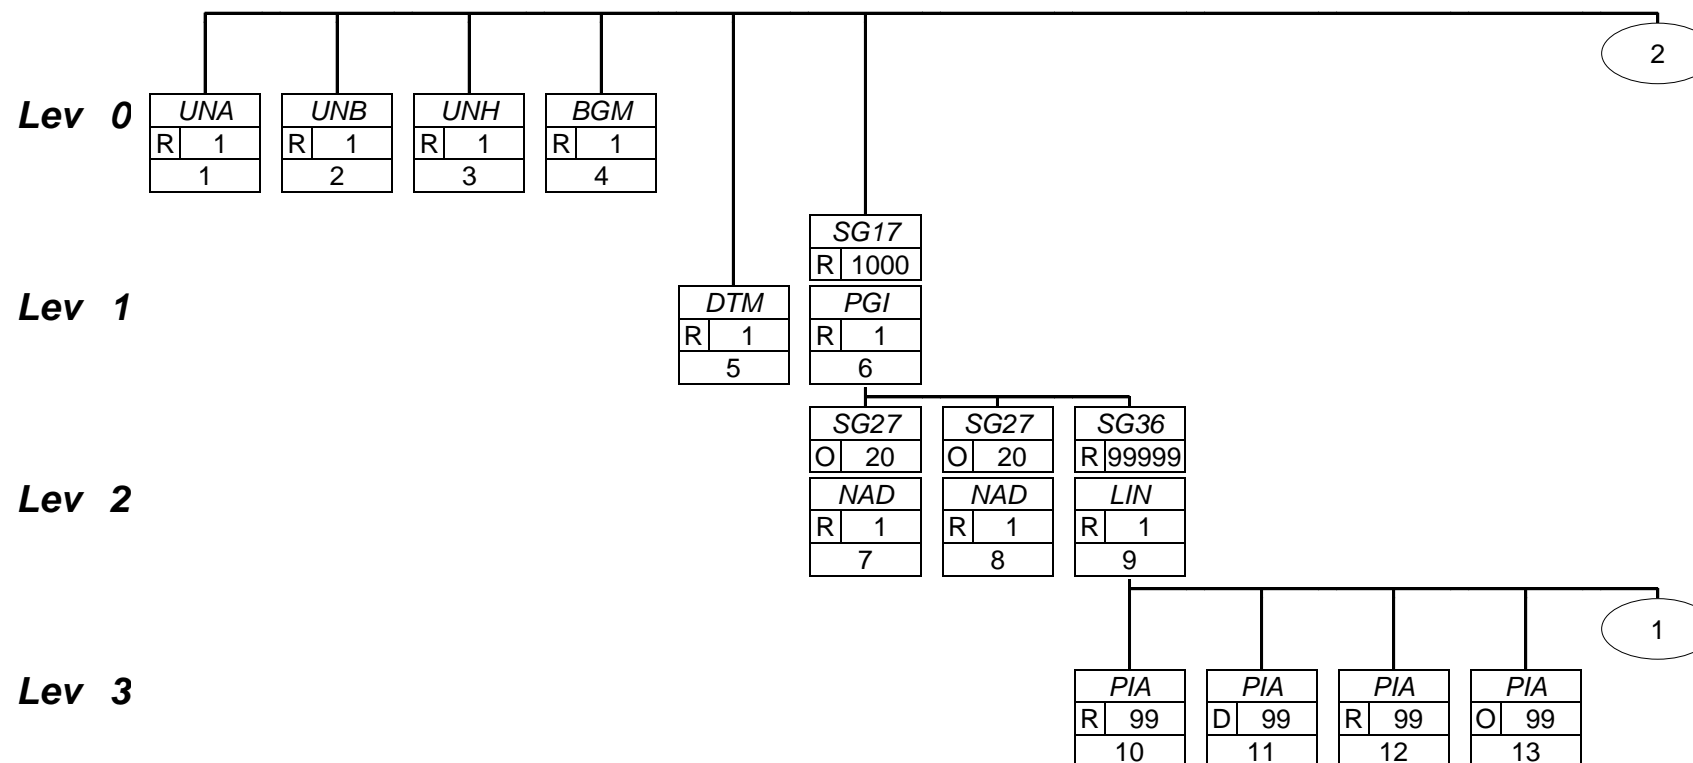 2
Lev 0 UNA UNB UNH BGM
R 1 R 1 R 1 R 1
1 2 3 4
SG17
R 1000
Lev 1 DTM PGI
R 1 R 1
5 6
SG27 SG27 SG36
O 20 O 20 R 99999
Lev 2 NAD NAD LIN
R 1 R 1 R 1
7 8 9
1
Lev 3 PIA PIA PIA PIA
R 99 D 99 R 99 O 99
10 11 12 13